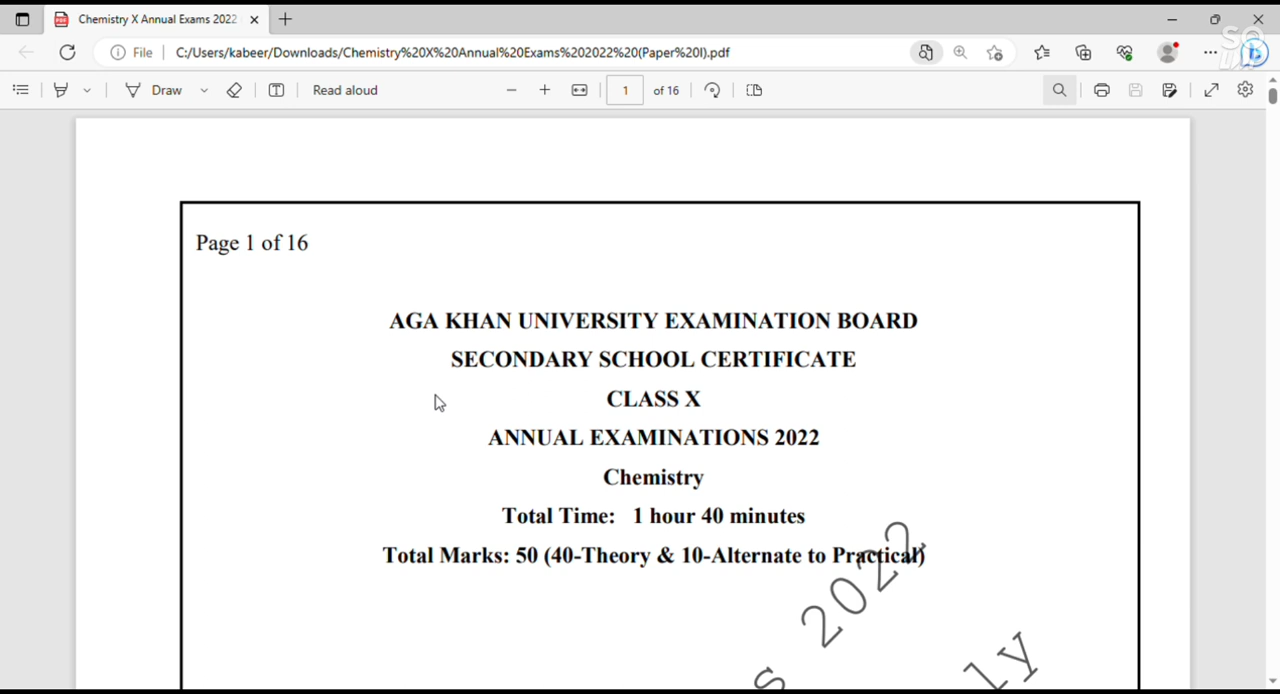 Chemistry X Annual Exams 2022
File
C:/Users/kabeer/Downloads/Chemistry%20X%20Annual%20Exams%202022%20(Paper%20I).pdf
Draw
Read aloud
1
of 16
Page 1 of 16
AGA KHAN UNIVERSITY EXAMINATION BOARD
SECONDARY SCHOOL CERTIFICATE
CLASS X
ANNUAL EXAMINATIONS 2022
Chemistry
Total Time: 1 hour 40 minutes
Total Marks: 50 (40-Theory & 10-Alternate to Practical)
2022